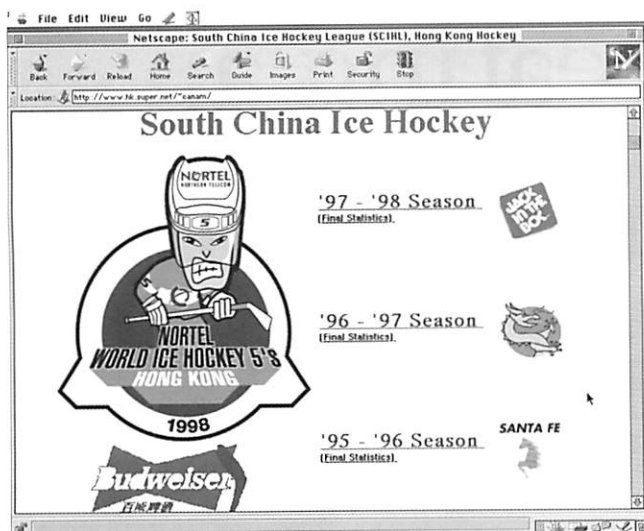 File Edit View Go
Netscape: South China Ice Hockey League (SCIHL), Hong Kong Hockey
Back Forward Reload Home Search Guide Images Print Security Stop
N
Location: http://www.hk.super.net/~canam/
South China Ice Hockey
NORTEL
NORTHERN TELECOM
5
NORTEL
WORLD ICE HOCKEY 5'S
HONG KONG
1998
Budweiser
百威啤酒
'97 - '98 Season
(Final Statistics)
JACK IN THE BOX
'96 - '97 Season
(Final Statistics)
'95 - '96 Season
(Final Statistics)
SANTA FE